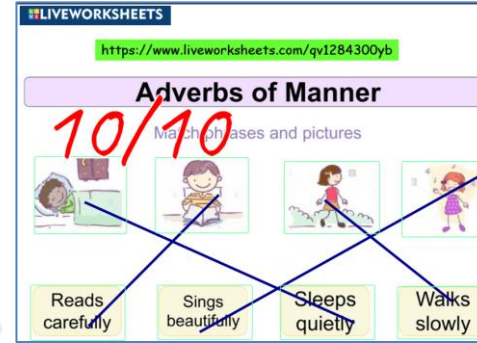 LIVEWORKSHEETS
https://www.liveworksheets.com/qv1284300yb
Adverbs of Manner
10/10
Match phrases and pictures
Reads carefully
Sings beautifully
Sleeps quietly
Walks slowly